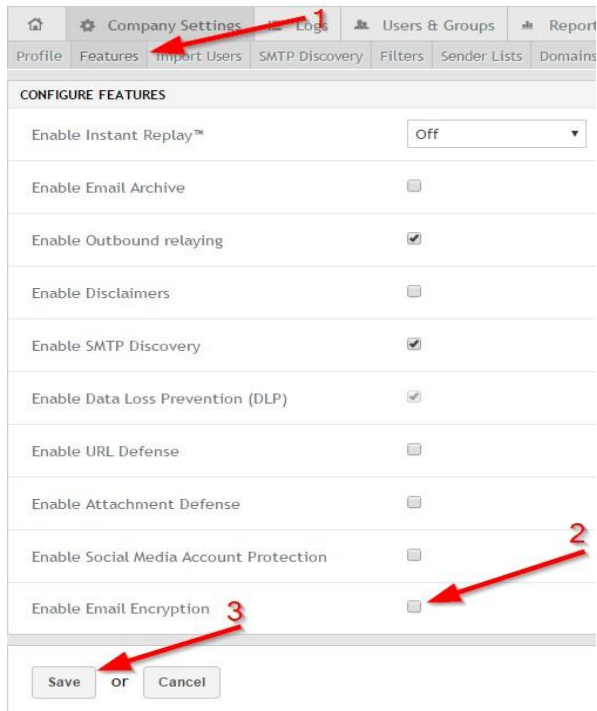 Company Settings Logs Users & Groups Report
Profile Features Import Users SMTP Discovery Filters Sender Lists Domains
1
CONFIGURE FEATURES
Enable Instant Replay™ Off
Enable Email Archive
Enable Outbound relaying
Enable Disclaimers
Enable SMTP Discovery
Enable Data Loss Prevention (DLP)
Enable URL Defense
Enable Attachment Defense
Enable Social Media Account Protection
2
Enable Email Encryption
3
Save or Cancel